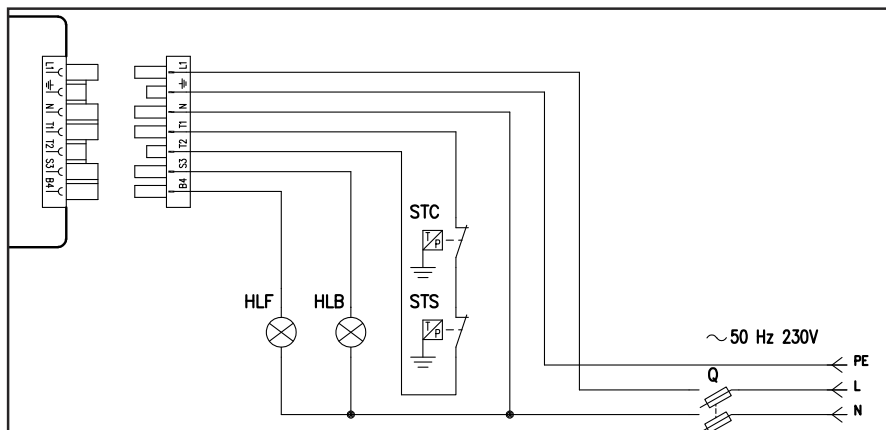 L1
N
T1
T2
S3
B4
L1
N
T1
T2
S3
B4
STC
T
P
HLF
HLB
STS
T
P
~ 50 Hz 230V
PE
Q
L
N